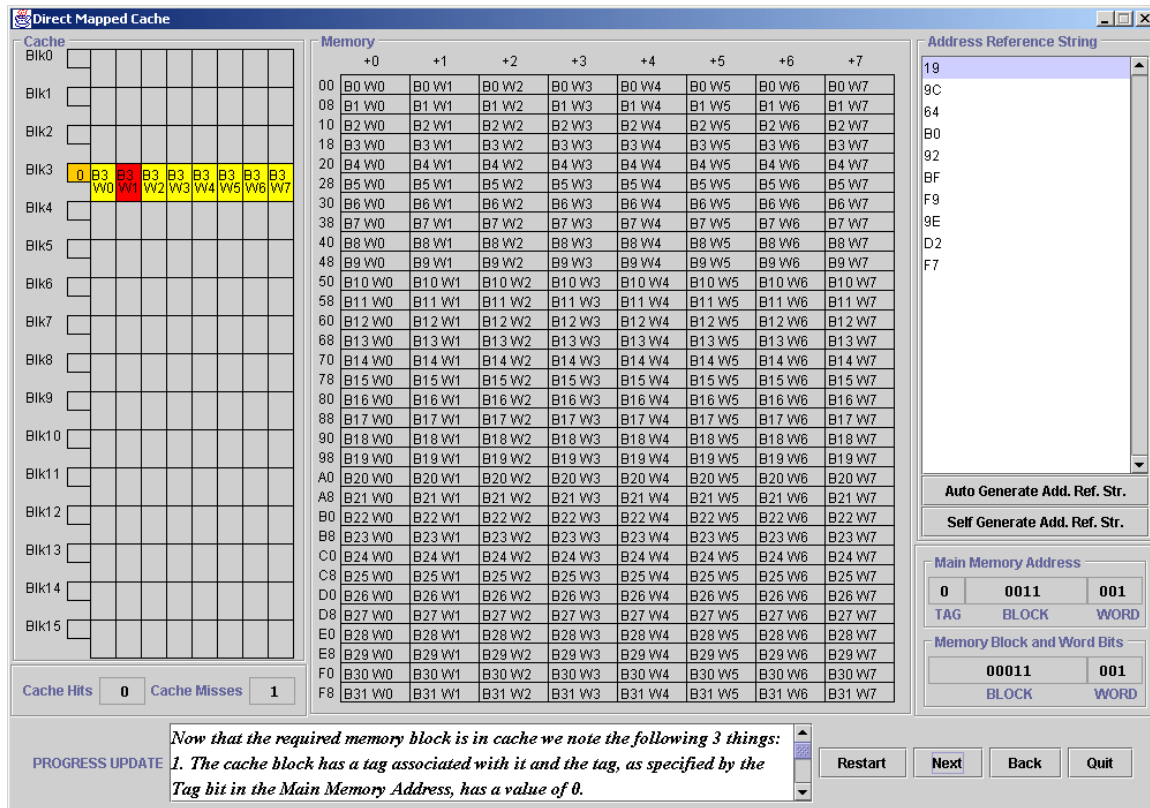 Direct Mapped Cache
Cache
Blk0
Blk1
Blk2
Blk3 0 B3 W0 B3 W1 B3 W2 B3 W3 B3 W4 B3 W5 B3 W6 B3 W7
Blk4
Blk5
Blk6
Blk7
Blk8
Blk9
Blk10
Blk11
Blk12
Blk13
Blk14
Blk15
Cache Hits 0 Cache Misses 1
Memory
+0 +1 +2 +3 +4 +5 +6 +7
00 B0 W0 B0 W1 B0 W2 B0 W3 B0 W4 B0 W5 B0 W6 B0 W7
08 B1 W0 B1 W1 B1 W2 B1 W3 B1 W4 B1 W5 B1 W6 B1 W7
10 B2 W0 B2 W1 B2 W2 B2 W3 B2 W4 B2 W5 B2 W6 B2 W7
18 B3 W0 B3 W1 B3 W2 B3 W3 B3 W4 B3 W5 B3 W6 B3 W7
20 B4 W0 B4 W1 B4 W2 B4 W3 B4 W4 B4 W5 B4 W6 B4 W7
28 B5 W0 B5 W1 B5 W2 B5 W3 B5 W4 B5 W5 B5 W6 B5 W7
30 B6 W0 B6 W1 B6 W2 B6 W3 B6 W4 B6 W5 B6 W6 B6 W7
38 B7 W0 B7 W1 B7 W2 B7 W3 B7 W4 B7 W5 B7 W6 B7 W7
40 B8 W0 B8 W1 B8 W2 B8 W3 B8 W4 B8 W5 B8 W6 B8 W7
48 B9 W0 B9 W1 B9 W2 B9 W3 B9 W4 B9 W5 B9 W6 B9 W7
50 B10 W0 B10 W1 B10 W2 B10 W3 B10 W4 B10 W5 B10 W6 B10 W7
58 B11 W0 B11 W1 B11 W2 B11 W3 B11 W4 B11 W5 B11 W6 B11 W7
60 B12 W0 B12 W1 B12 W2 B12 W3 B12 W4 B12 W5 B12 W6 B12 W7
68 B13 W0 B13 W1 B13 W2 B13 W3 B13 W4 B13 W5 B13 W6 B13 W7
70 B14 W0 B14 W1 B14 W2 B14 W3 B14 W4 B14 W5 B14 W6 B14 W7
78 B15 W0 B15 W1 B15 W2 B15 W3 B15 W4 B15 W5 B15 W6 B15 W7
80 B16 W0 B16 W1 B16 W2 B16 W3 B16 W4 B16 W5 B16 W6 B16 W7
88 B17 W0 B17 W1 B17 W2 B17 W3 B17 W4 B17 W5 B17 W6 B17 W7
90 B18 W0 B18 W1 B18 W2 B18 W3 B18 W4 B18 W5 B18 W6 B18 W7
98 B19 W0 B19 W1 B19 W2 B19 W3 B19 W4 B19 W5 B19 W6 B19 W7
A0 B20 W0 B20 W1 B20 W2 B20 W3 B20 W4 B20 W5 B20 W6 B20 W7
A8 B21 W0 B21 W1 B21 W2 B21 W3 B21 W4 B21 W5 B21 W6 B21 W7
B0 B22 W0 B22 W1 B22 W2 B22 W3 B22 W4 B22 W5 B22 W6 B22 W7
B8 B23 W0 B23 W1 B23 W2 B23 W3 B23 W4 B23 W5 B23 W6 B23 W7
C0 B24 W0 B24 W1 B24 W2 B24 W3 B24 W4 B24 W5 B24 W6 B24 W7
C8 B25 W0 B25 W1 B25 W2 B25 W3 B25 W4 B25 W5 B25 W6 B25 W7
D0 B26 W0 B26 W1 B26 W2 B26 W3 B26 W4 B26 W5 B26 W6 B26 W7
D8 B27 W0 B27 W1 B27 W2 B27 W3 B27 W4 B27 W5 B27 W6 B27 W7
E0 B28 W0 B28 W1 B28 W2 B28 W3 B28 W4 B28 W5 B28 W6 B28 W7
E8 B29 W0 B29 W1 B29 W2 B29 W3 B29 W4 B29 W5 B29 W6 B29 W7
F0 B30 W0 B30 W1 B30 W2 B30 W3 B30 W4 B30 W5 B30 W6 B30 W7
F8 B31 W0 B31 W1 B31 W2 B31 W3 B31 W4 B31 W5 B31 W6 B31 W7
Address Reference String
19
9C
64
B0
92
BF
F9
9E
D2
F7
Auto Generate Add. Ref. Str.
Self Generate Add. Ref. Str.
Main Memory Address
0 0011 001
TAG BLOCK WORD
Memory Block and Word Bits
00011 001
BLOCK WORD
PROGRESS UPDATE
Now that the required memory block is in cache we note the following 3 things:
1. The cache block has a tag associated with it and the tag, as specified by the
Tag bit in the Main Memory Address, has a value of 0.
Restart Next Back Quit